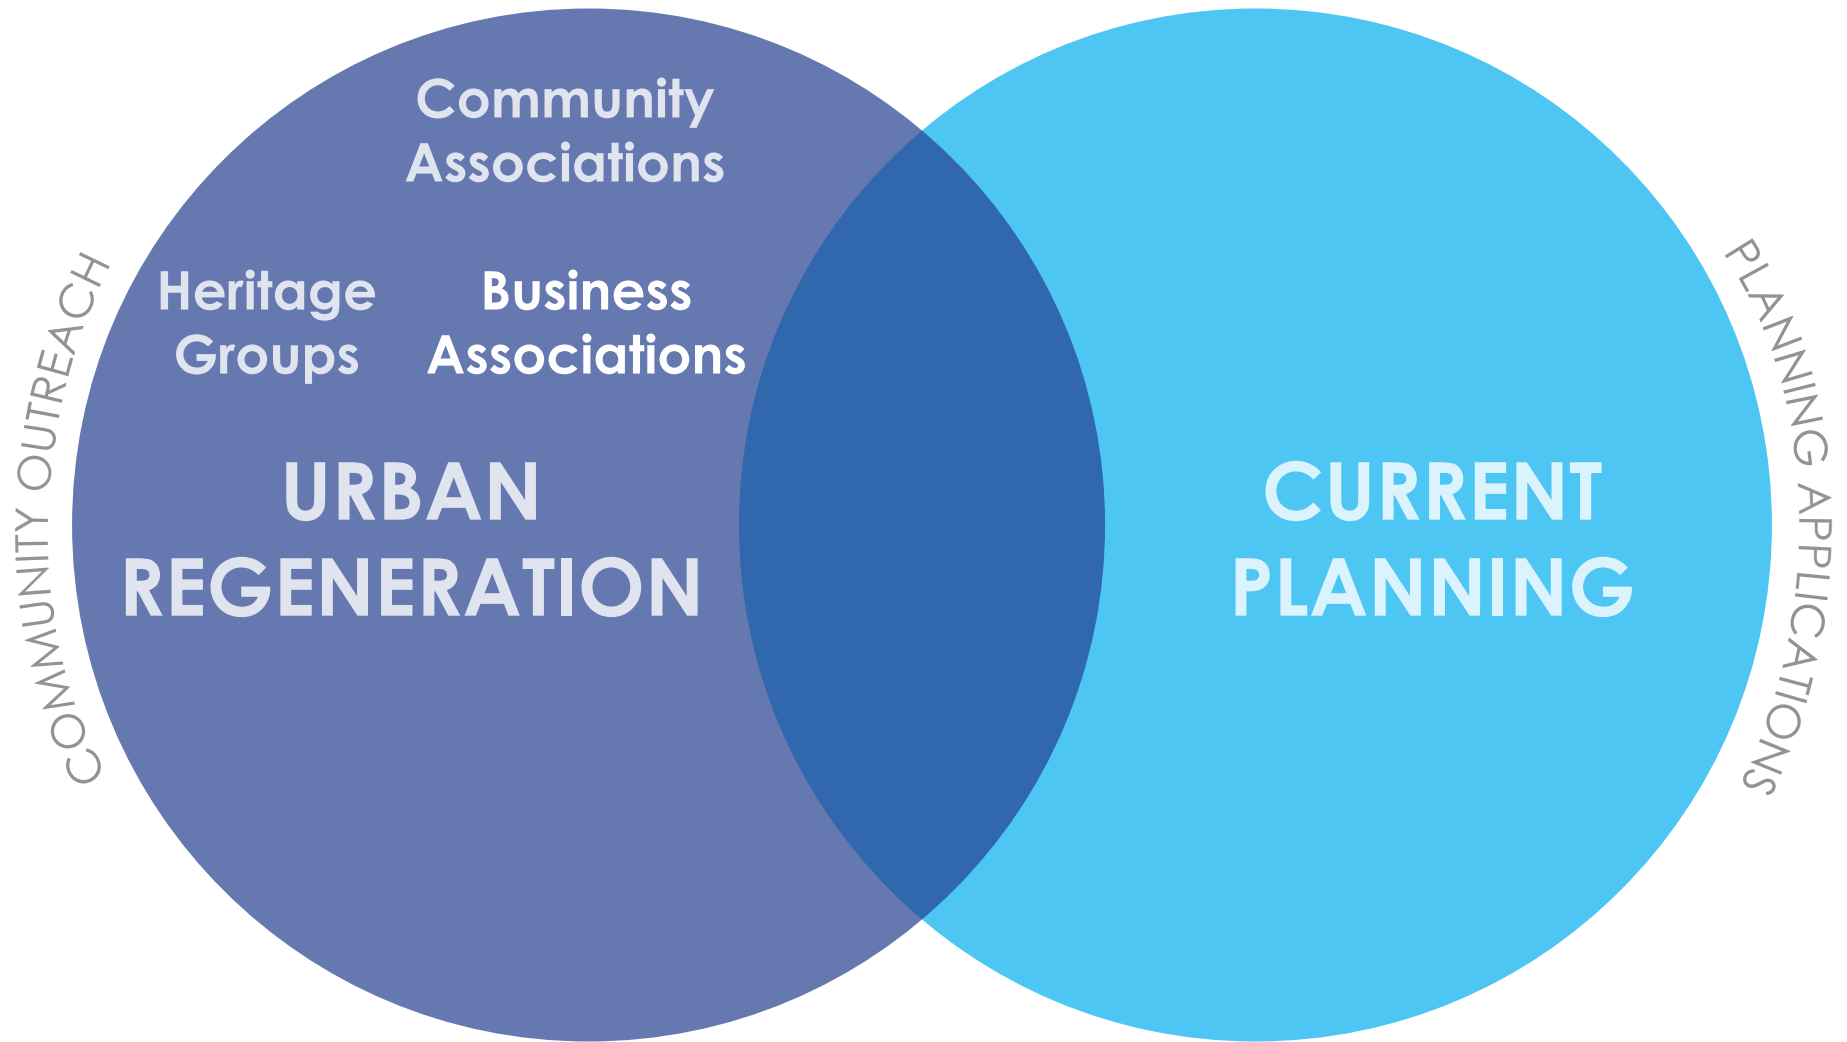 Community
Associations
Heritage
Groups
Business
Associations
URBAN
REGENERATION
CURRENT
PLANNING
COMMUNITY OUTREACH
PLANNING APPLICATIONS